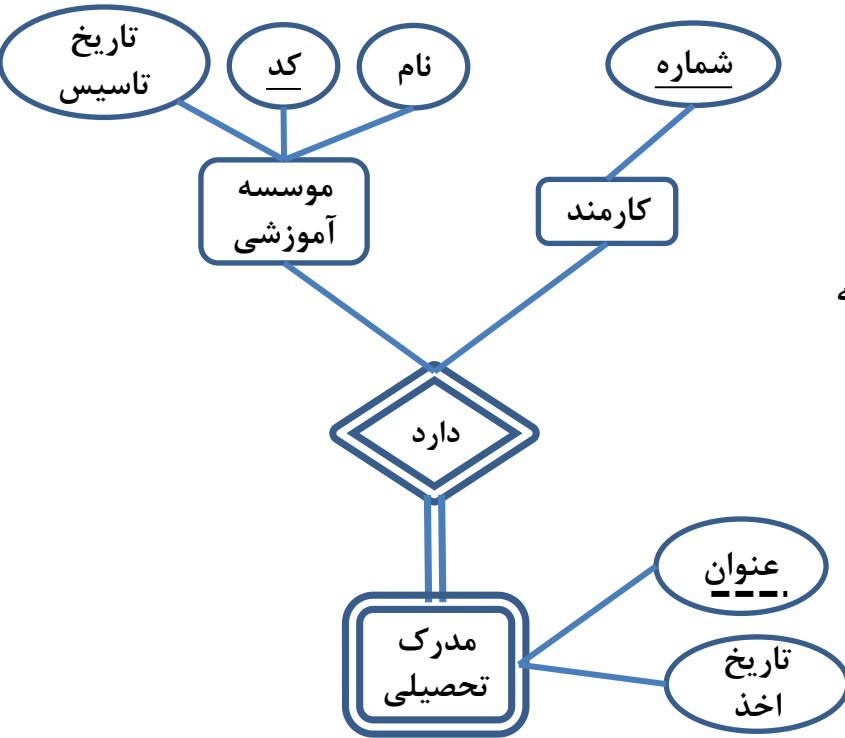 شماره
نام
کد
تاریخ
تاسیس
کارمند
موسسه
آموزشی
دارد
عنوان
مدرک
تحصیلی
تاریخ
اخذ